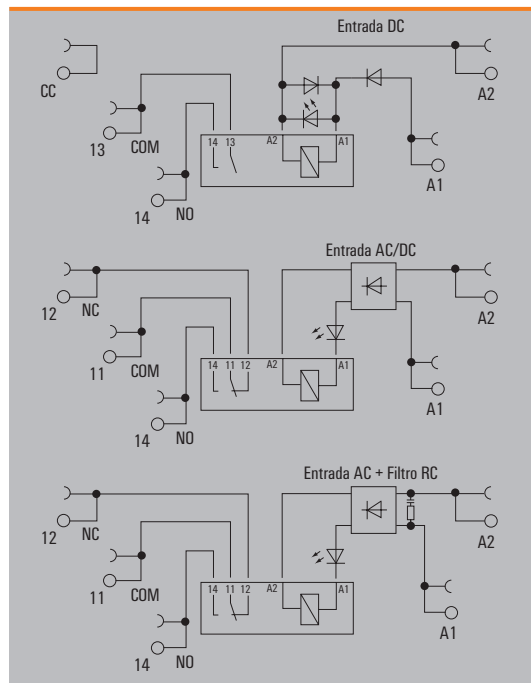 Entrada DC
CC
A2
13 COM
14 13 A2 A1
A1
14 NO
Entrada AC/DC
12 NC
A2
11 COM
14 11 12 A2 A1
A1
14 NO
Entrada AC + Filtro RC
12 NC
A2
11 COM
14 11 12 A2 A1
A1
14 NO